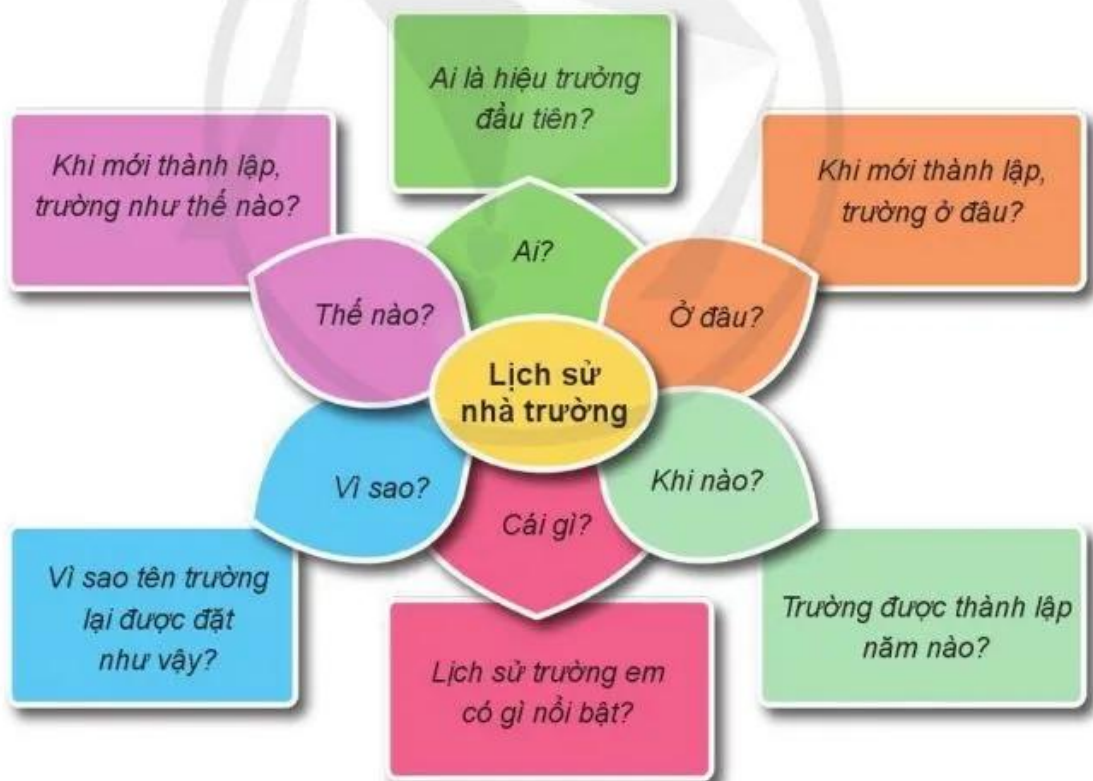 Ai là hiệu trưởng
đầu tiên?
Khi mới thành lập,
trường như thế nào?
Khi mới thành lập,
trường ở đâu?
Ai?
Thế nào?
Ở đâu?
Lịch sử
nhà trường
Vì sao?
Khi nào?
Cái gì?
Vì sao tên trường
lại được đặt
như vậy?
Trường được thành lập
năm nào?
Lịch sử trường em
có gì nổi bật?